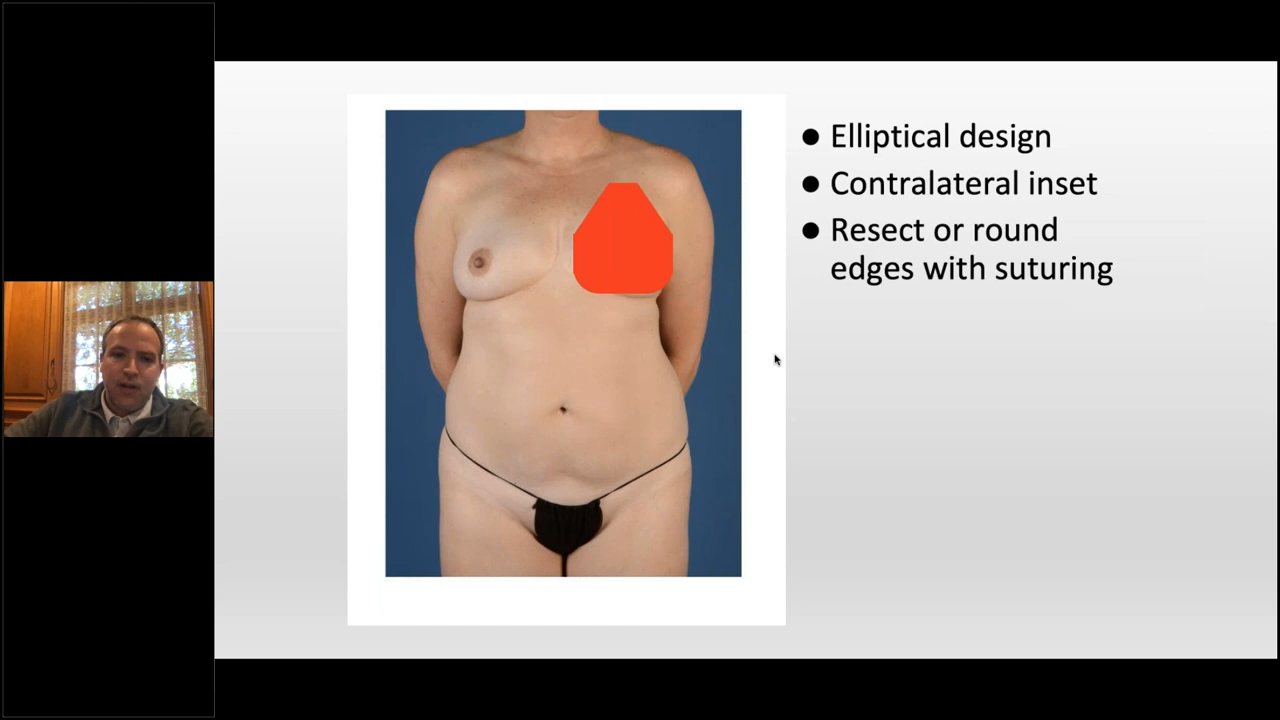 ● Elliptical design
● Contralateral inset
● Resect or round
edges with suturing